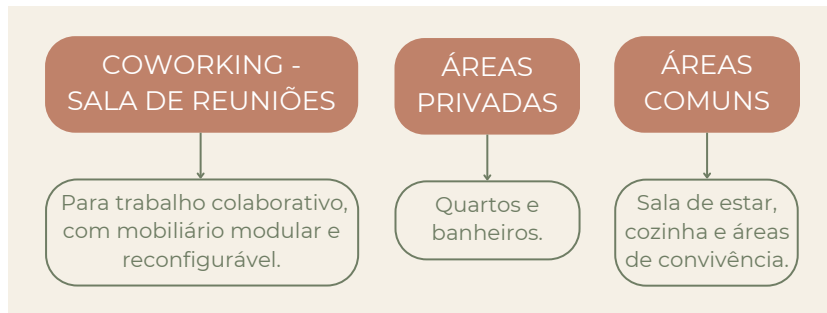 COWORKING -
SALA DE REUNIÕES
Para trabalho colaborativo,
com mobiliário modular e
reconfigurável.
ÁREAS
PRIVADAS
Quartos e
banheiros.
ÁREAS
COMUNS
Sala de estar,
cozinha e áreas
de convivência.